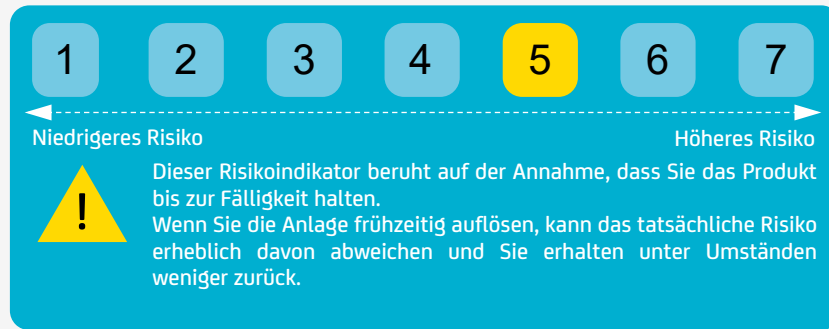 1 2 3 4 5 6 7
Niedrigeres Risiko Höheres Risiko
Dieser Risikoindikator beruht auf der Annahme, dass Sie das Produkt
bis zur Fälligkeit halten.
! Wenn Sie die Anlage frühzeitig auflösen, kann das tatsächliche Risiko
erheblich davon abweichen und Sie erhalten unter Umständen
weniger zurück.